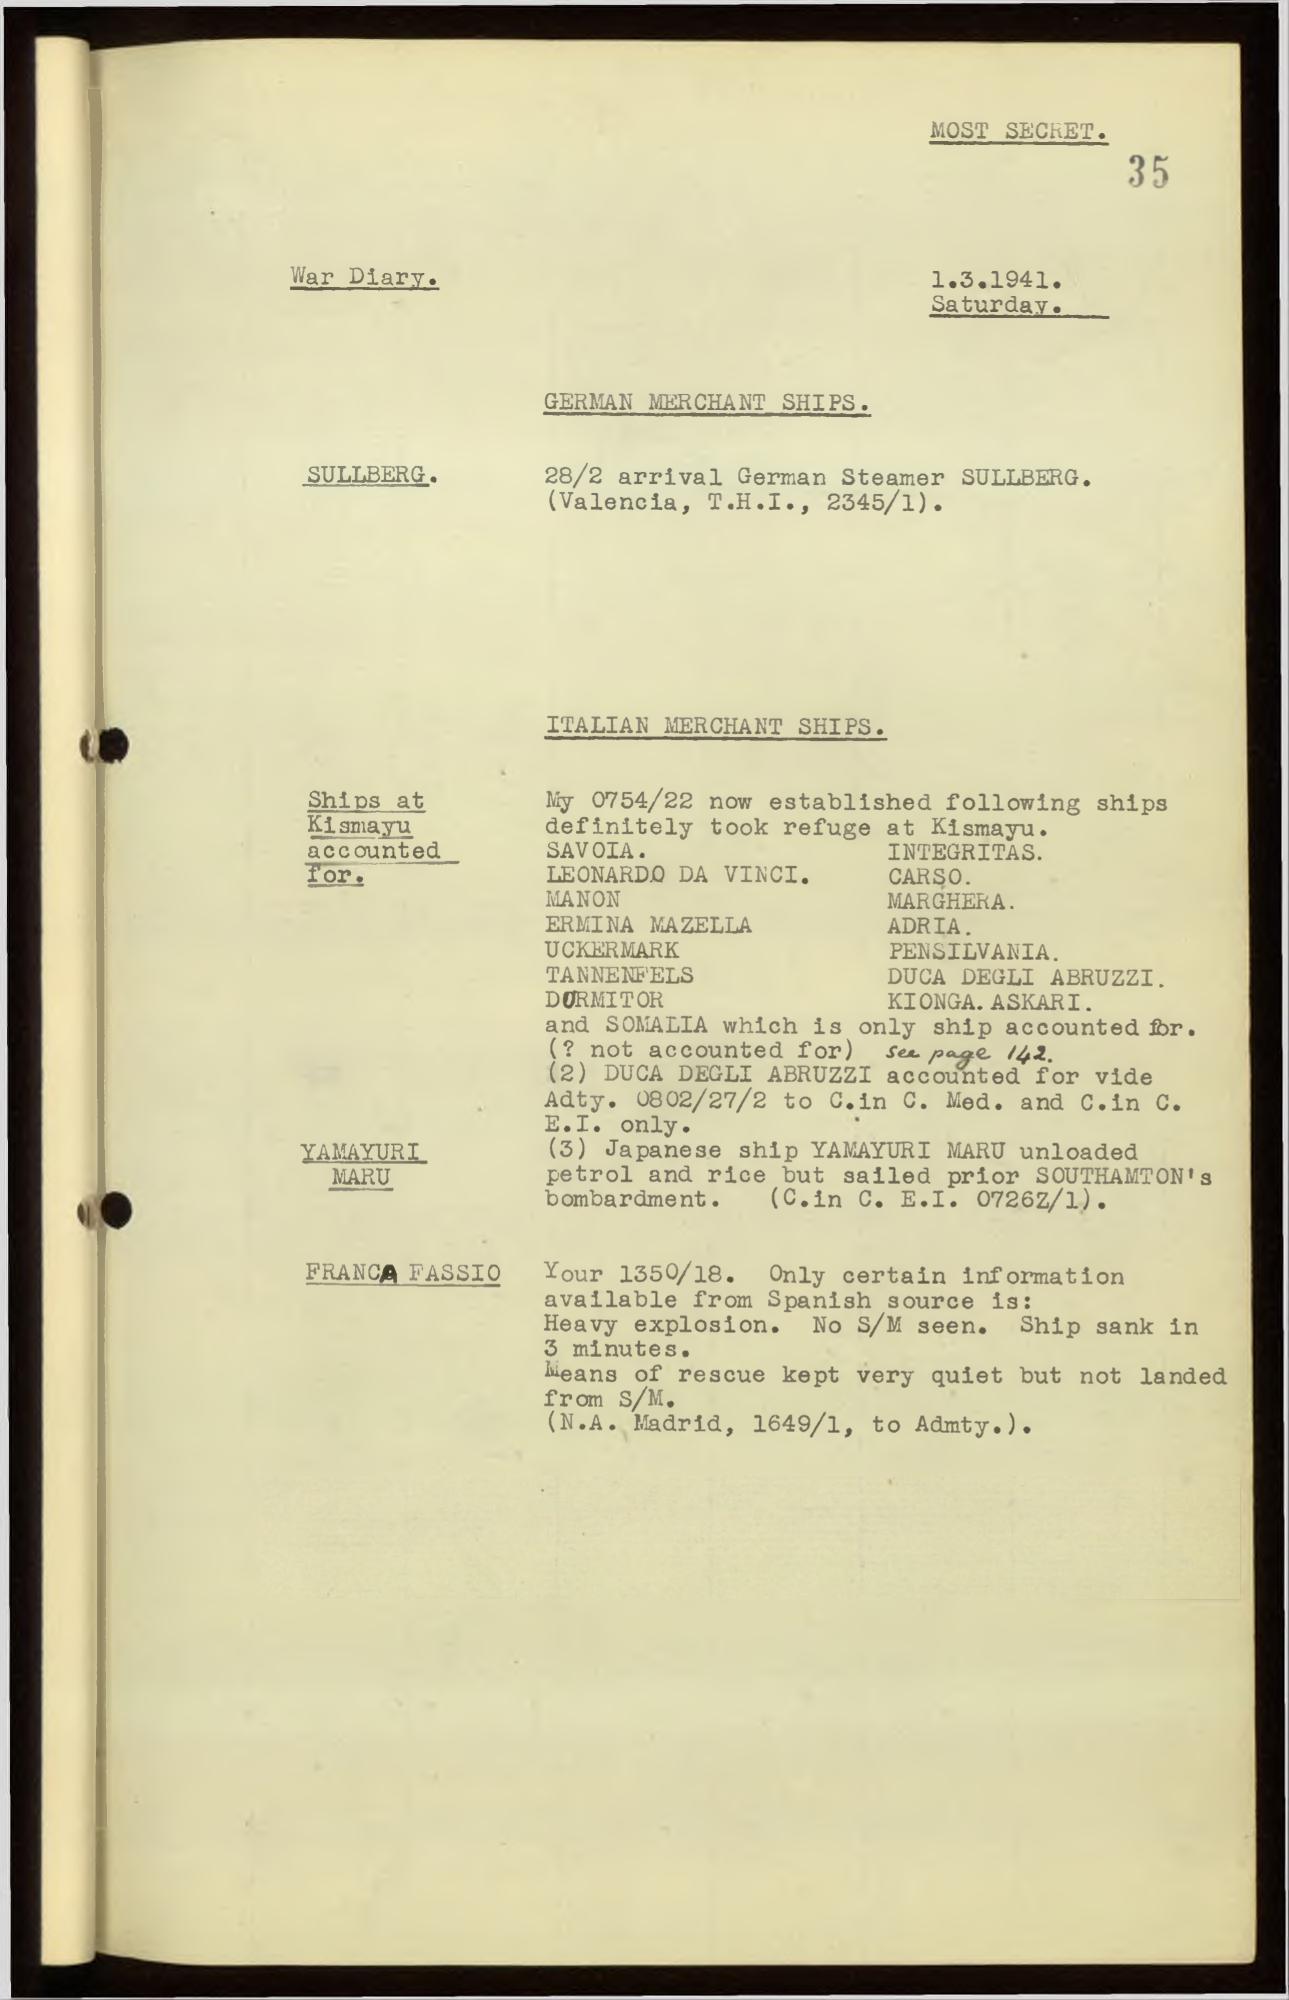 MOST SECRET.
35
War Diary.
1.3.1941.
Saturday.
GERMAN MERCHANT SHIPS.
SULLBERG.
28/2 arrival German Steamer SULLBERG.
(Valencia, T.H.I., 2345/1).
ITALIAN MERCHANT SHIPS.
Ships at
Kismayu
accounted
for.
My 0754/22 now established following ships
definitely took refuge at Kismayu.
SAVOIA. INTEGRITAS.
LEONARDO DA VINCI. CARSO.
MANON MARGHERA.
ERMINA MAZELLA ADRIA.
UCKERMARK PENSILVANIA.
TANNENFELS DUCA DEGLI ABRUZZI.
DURMITOR KIONGA. ASKARI.
and SOMALIA which is only ship accounted for.
(? not accounted for) see page 142.
(2) DUCA DEGLI ABRUZZI accounted for vide
Adty. 0802/27/2 to C.in C. Med. and C.in C.
E.I. only.
YAMAYURI
MARU
(3) Japanese ship YAMAYURI MARU unloaded
petrol and rice but sailed prior SOUTHAMTON's
bombardment. (C.in C. E.I. 0726Z/1).
FRANCA FASSIO
Your 1350/18. Only certain information
available from Spanish source is:
Heavy explosion. No S/M seen. Ship sank in
3 minutes.
Means of rescue kept very quiet but not landed
from S/M.
(N.A. Madrid, 1649/1, to Admty.).